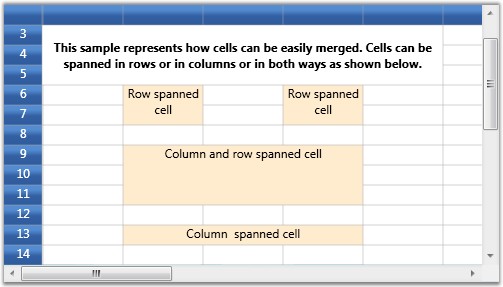 3
This sample represents how cells can be easily merged. Cells can be
4
spanned in rows or in columns or in both ways as shown below.
5
6
Row spanned Row spanned
7
cell cell
8
9
Column and row spanned cell
10
11
12
13
Column  spanned cell
14